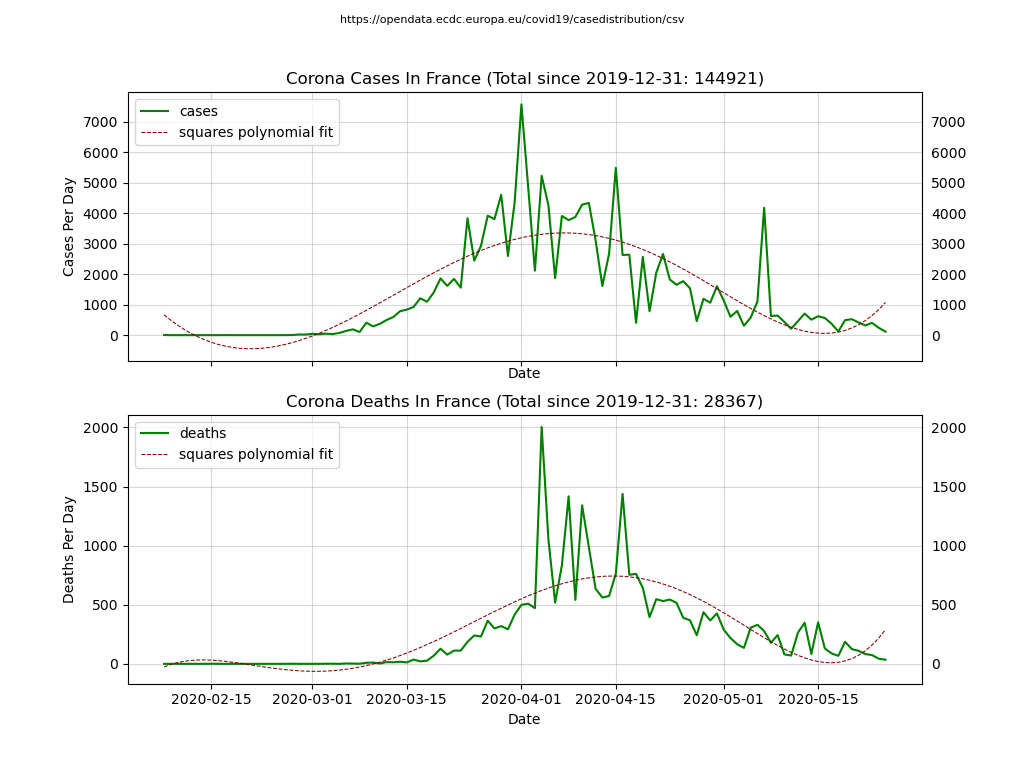 https://opendata.ecdc.europa.eu/covid19/casedistribution/csv
Corona Cases In France (Total since 2019-12-31: 144921)
cases
squares polynomial fit
Cases Per Day
7000
6000
5000
4000
3000
2000
1000
0
7000
6000
5000
4000
3000
2000
1000
0
Date
Corona Deaths In France (Total since 2019-12-31: 28367)
deaths
squares polynomial fit
Deaths Per Day
2000
1500
1000
500
0
2000
1500
1000
500
0
2020-02-15 2020-03-01 2020-03-15 2020-04-01 2020-04-15 2020-05-01 2020-05-15
Date